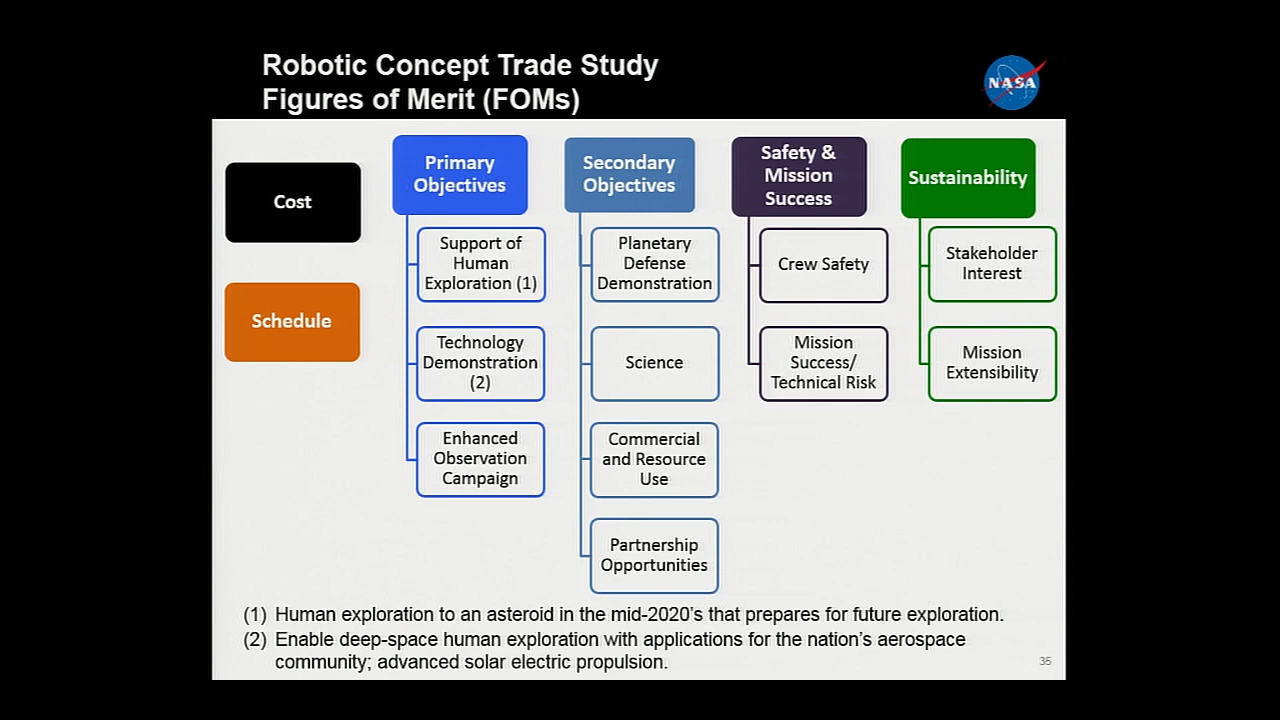 Robotic Concept Trade Study
Figures of Merit (FOMs)
NASA
Cost
Schedule
Primary
Objectives
Support of
Human
Exploration (1)
Technology
Demonstration
(2)
Enhanced
Observation
Campaign
Secondary
Objectives
Planetary
Defense
Demonstration
Science
Commercial
and Resource
Use
Partnership
Opportunities
Safety &
Mission
Success
Crew Safety
Mission
Success/
Technical Risk
Sustainability
Stakeholder
Interest
Mission
Extensibility
(1) Human exploration to an asteroid in the mid-2020's that prepares for future exploration.
(2) Enable deep-space human exploration with applications for the nation's aerospace
community; advanced solar electric propulsion.
35